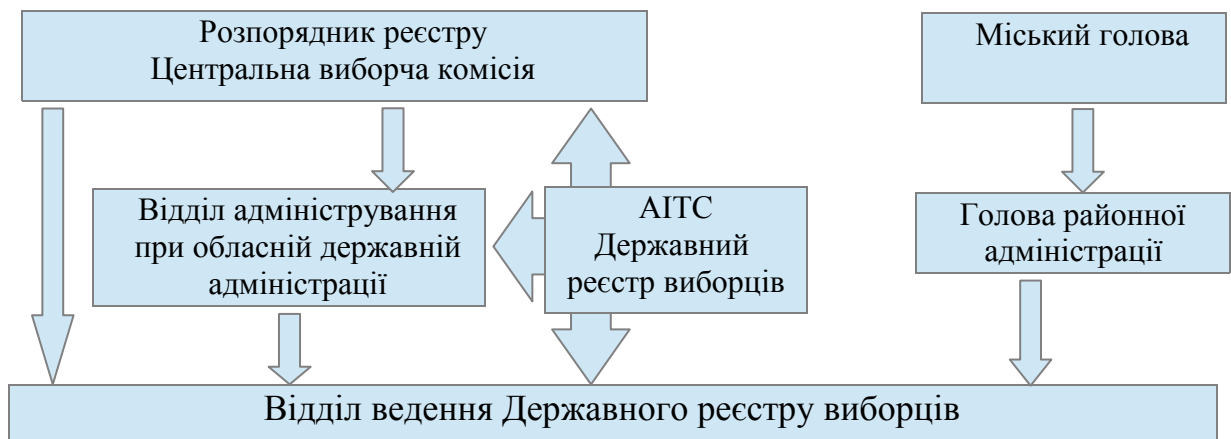 Розпорядник реєстру
Центральна виборча комісія
Міський голова
Відділ адміністрування
при обласній державній
адміністрації
АІТС
Державний
реєстр виборців
Голова районної
адміністрації
Відділ ведення Державного реєстру виборців